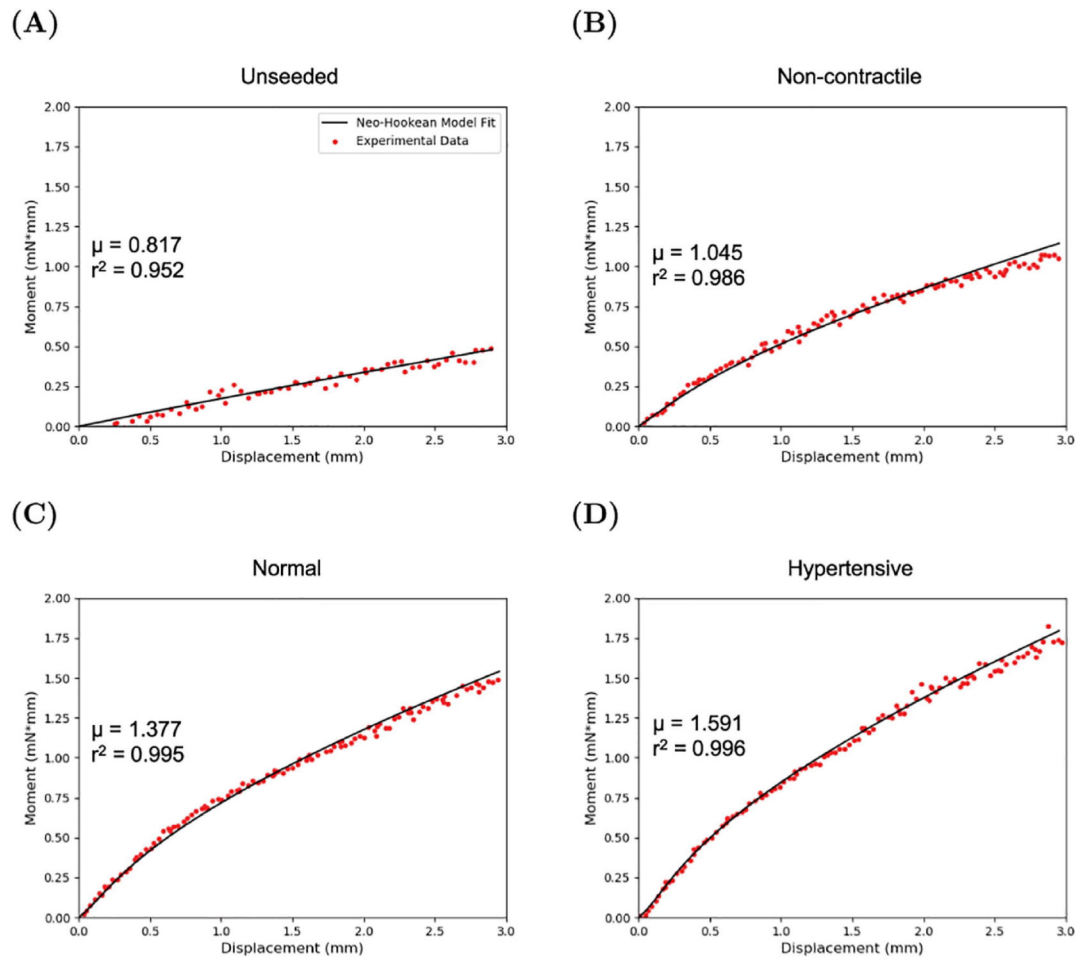 (A)
Unseeded
Neo-Hookean Model Fit
Experimental Data
μ = 0.817
r² = 0.952
Moment (mN*mm)
2.00
1.75
1.50
1.25
1.00
0.75
0.50
0.25
0.00
0.0 0.5 1.0 1.5 2.0 2.5 3.0
Displacement (mm)
(B)
Non-contractile
μ = 1.045
r² = 0.986
Moment (mN*mm)
2.00
1.75
1.50
1.25
1.00
0.75
0.50
0.25
0.00
0.0 0.5 1.0 1.5 2.0 2.5 3.0
Displacement (mm)
(C)
Normal
μ = 1.377
r² = 0.995
Moment (mN*mm)
2.00
1.75
1.50
1.25
1.00
0.75
0.50
0.25
0.00
0.0 0.5 1.0 1.5 2.0 2.5 3.0
Displacement (mm)
(D)
Hypertensive
μ = 1.591
r² = 0.996
Moment (mN*mm)
2.00
1.75
1.50
1.25
1.00
0.75
0.50
0.25
0.00
0.0 0.5 1.0 1.5 2.0 2.5 3.0
Displacement (mm)